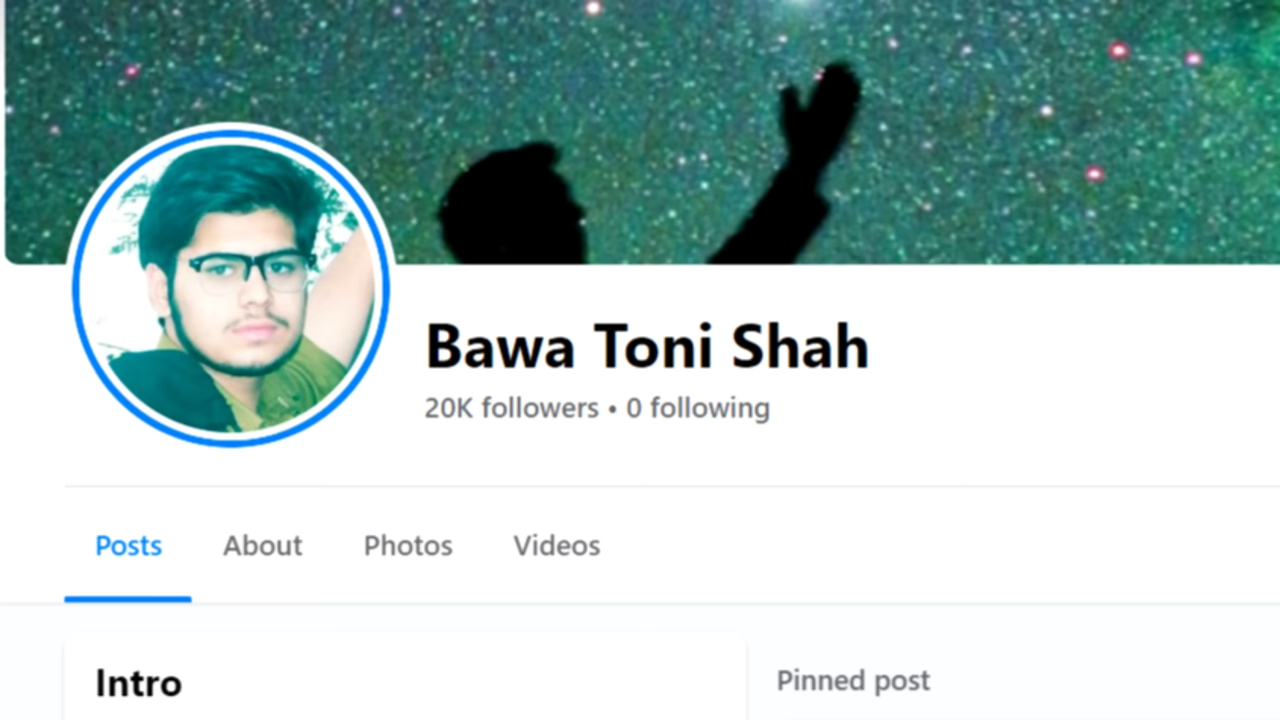 Bawa Toni Shah
20K followers • 0 following
Posts About Photos Videos
Intro
Pinned post